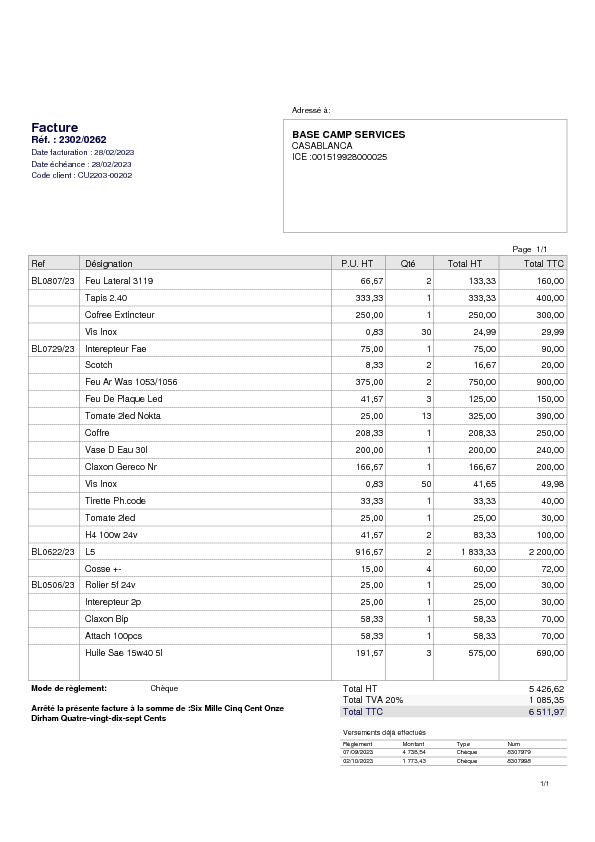 Adressé à:
Facture
Réf. : 2302/0262
Date facturation : 28/02/2023
Date échéance : 28/02/2023
Code client : CU2203-00202
BASE CAMP SERVICES
CASABLANCA
ICE :001519928000025
Page 1/1
Ref Désignation P.U. HT Qté Total HT Total TTC
BL0807/23 Feu Lateral 3119 66,67 2 133,33 160,00
Tapis 2.40 333,33 1 333,33 400,00
Cofree Extincteur 250,00 1 250,00 300,00
Vis Inox 0,83 30 24,99 29,99
BL0729/23 Interepteur Fae 75,00 1 75,00 90,00
Scotch 8,33 2 16,67 20,00
Feu Ar Was 1053/1056 375,00 2 750,00 900,00
Feu De Plaque Led 41,67 3 125,00 150,00
Tomate 2led Nokta 25,00 13 325,00 390,00
Coffre 208,33 1 208,33 250,00
Vase D Eau 30l 200,00 1 200,00 240,00
Claxon Gereco Nr 166,67 1 166,67 200,00
Vis Inox 0,83 50 41,65 49,98
Tirette Ph.code 33,33 1 33,33 40,00
Tomate 2led 25,00 1 25,00 30,00
H4 100w 24v 41,67 2 83,33 100,00
BL0622/23 L5 916,67 2 1 833,33 2 200,00
Cosse +- 15,00 4 60,00 72,00
BL0506/23 Rolier 5f 24v 25,00 1 25,00 30,00
Interepteur 2p 25,00 1 25,00 30,00
Claxon Bip 58,33 1 58,33 70,00
Attach 100pcs 58,33 1 58,33 70,00
Huile Sae 15w40 5l 191,67 3 575,00 690,00
Mode de règlement: Chèque
Total HT 5 426,62
Total TVA 20% 1 085,35
Total TTC 6 511,97
Arrêté la présente facture à la somme de :Six Mille Cinq Cent Onze
Dirham Quatre-vingt-dix-sept Cents
Versements déjà effectués
Règlement Montant Type Num
07/09/2023 4 738,54 Chèque 8307979
02/10/2023 1 773,43 Chèque 8307998
1/1